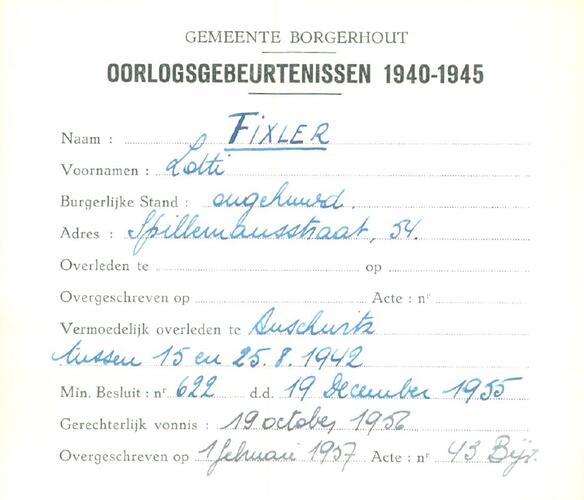 GEMEENTE BORGERHOUT
OORLOGSGEBEURTENISSEN 1940-1945
Naam : FIXLER
Voornamen : Lotti
Burgerlijke Stand : ongehuwd.
Adres : Spillemansstraat, 54.
Overleden te op
Overgeschreven op Acte : nr
Vermoedelijk overleden te Auschwitz
tussen 15 en 25.8.1942
Min. Besluit : nr 622 d.d. 19 December 1955
Gerechterlijk vonnis : 19 october 1956
Overgeschreven op 1 februari 1957 Acte : nr 43 Bijv.